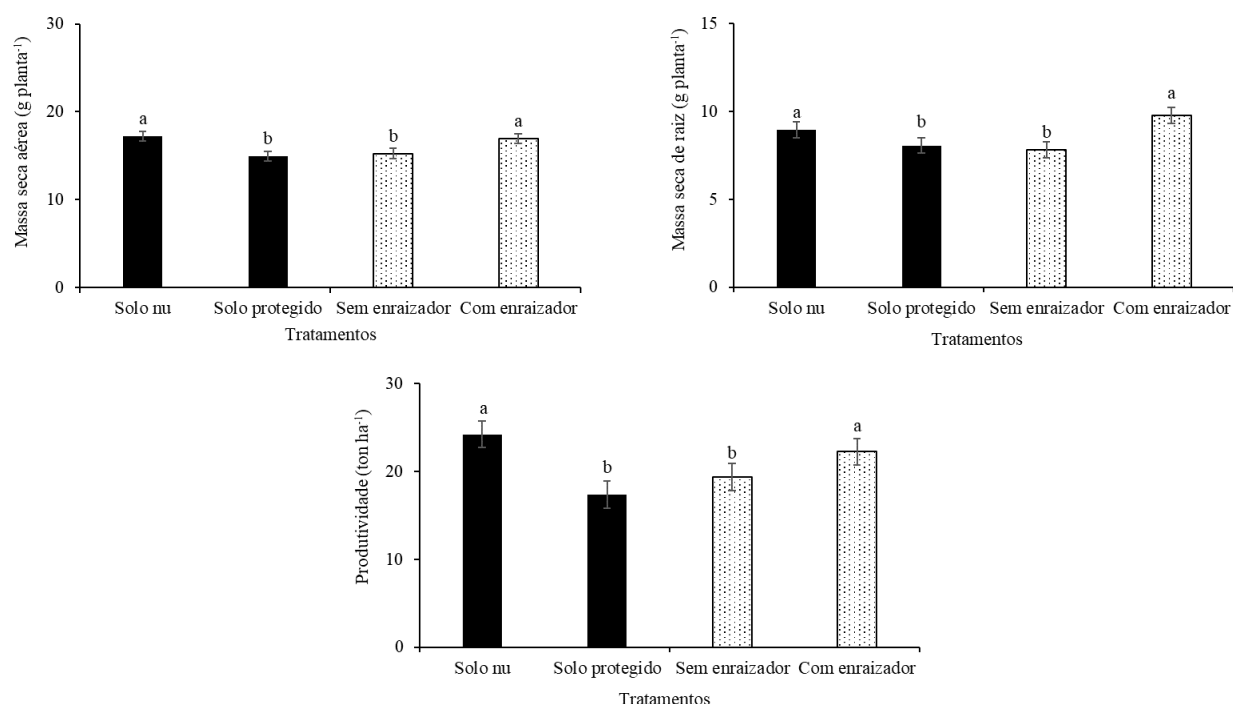 Massa seca aérea (g planta⁻¹)
30
20
10
0
a
b
b
a
Solo nu
Solo protegido
Sem enraizador
Com enraizador
Tratamentos
Massa seca de raiz (g planta⁻¹)
15
10
5
0
a
b
b
a
Solo nu
Solo protegido
Sem enraizador
Com enraizador
Tratamentos
Produtividade (ton ha⁻¹)
30
20
10
0
a
b
b
a
Solo nu
Solo protegido
Sem enraizador
Com enraizador
Tratamentos